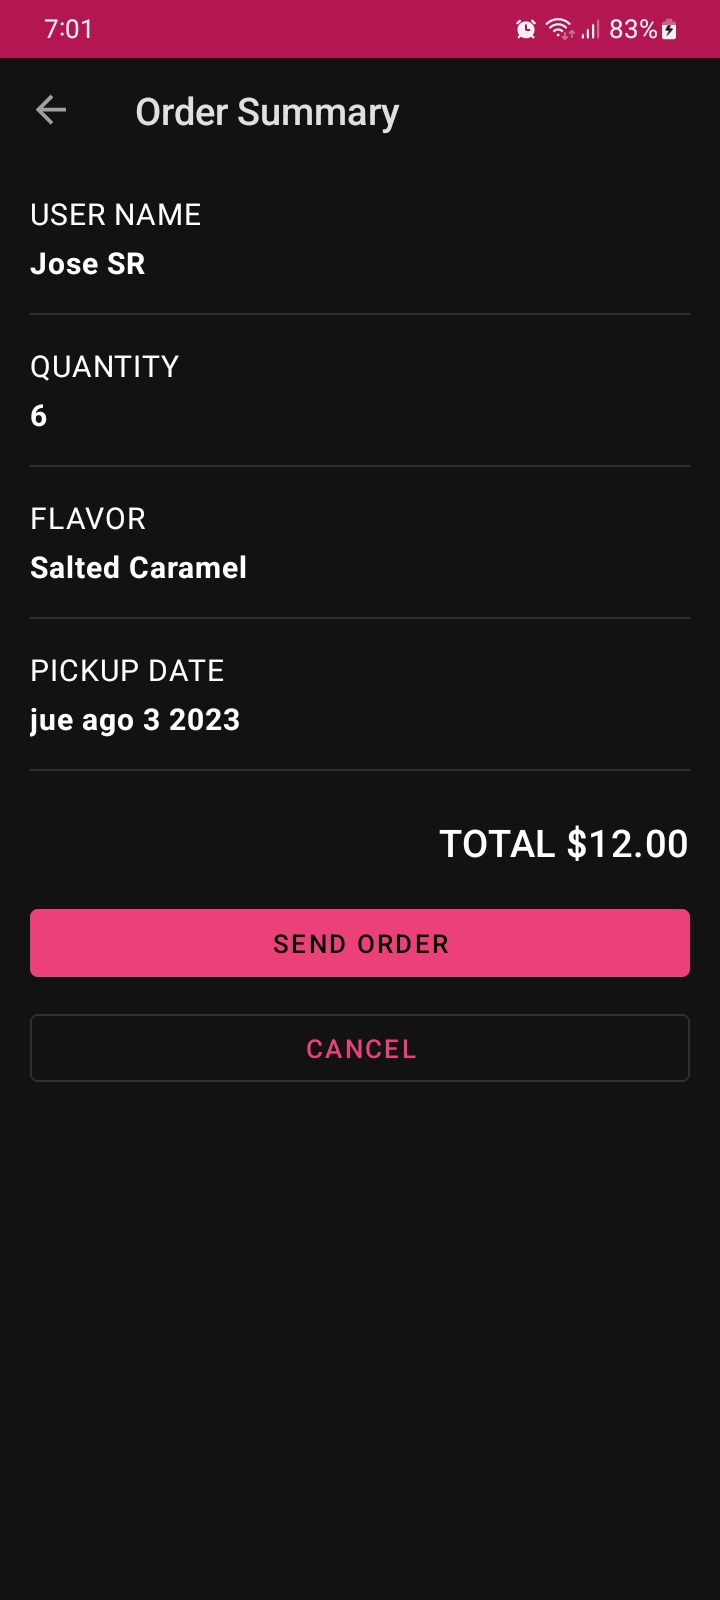 7:01 83%
Order Summary
USER NAME
Jose SR
QUANTITY
6
FLAVOR
Salted Caramel
PICKUP DATE
jue ago 3 2023
TOTAL $12.00
SEND ORDER
CANCEL